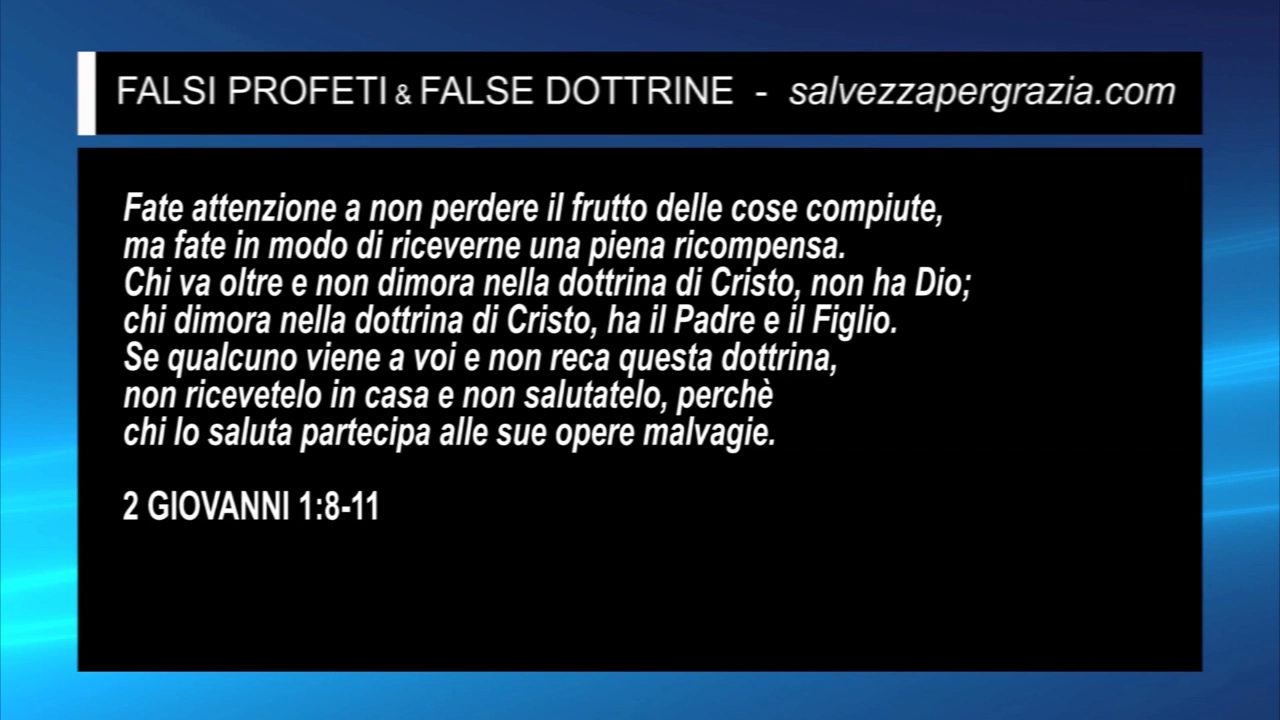 FALSI PROFETI & FALSE DOTTRINE - salvezzapergrazia.com
Fate attenzione a non perdere il frutto delle cose compiute,
ma fate in modo di riceverne una piena ricompensa.
Chi va oltre e non dimora nella dottrina di Cristo, non ha Dio;
chi dimora nella dottrina di Cristo, ha il Padre e il Figlio.
Se qualcuno viene a voi e non reca questa dottrina,
non ricevetelo in casa e non salutatelo, perchè
chi lo saluta partecipa alle sue opere malvagie.
2 GIOVANNI 1:8-11